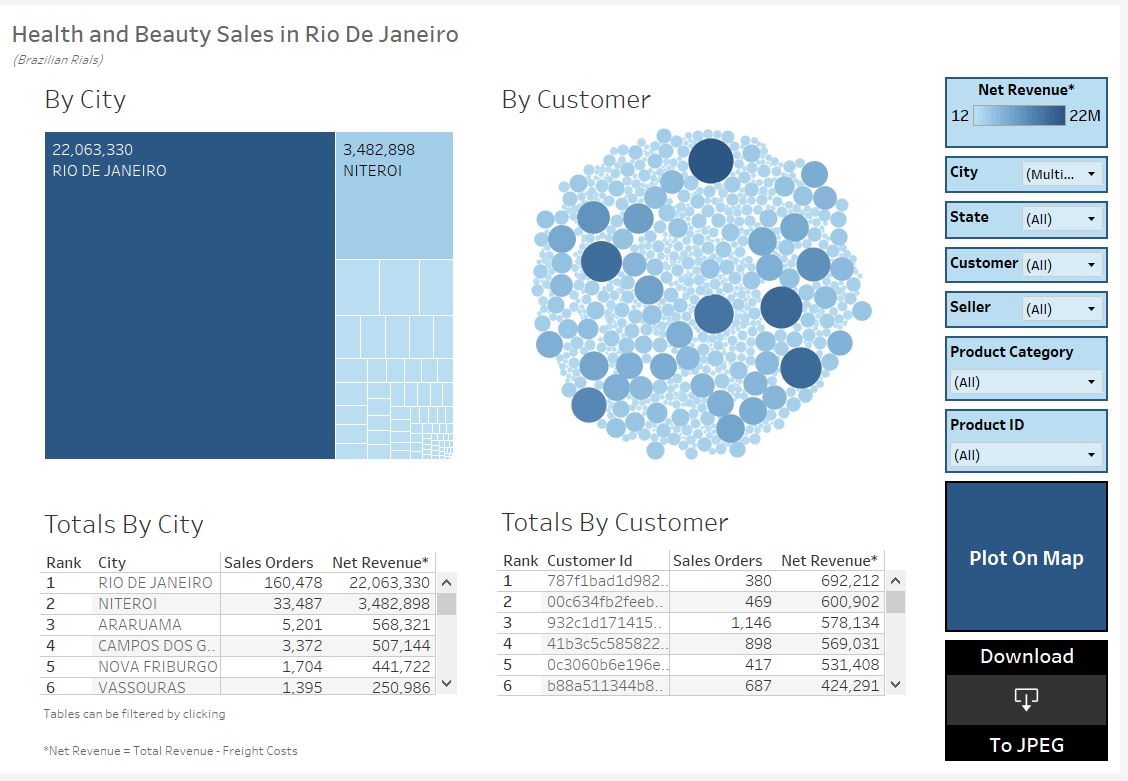 Health and Beauty Sales in Rio De Janeiro
(Brazilian Rials)
By City
22,063,330
RIO DE JANEIRO
3,482,898
NITEROI
By Customer
Totals By City
Rank City Sales Orders Net Revenue*
1 RIO DE JANEIRO 160,478 22,063,330
2 NITEROI 33,487 3,482,898
3 ARARUAMA 5,201 568,321
4 CAMPOS DOS G.. 3,372 507,144
5 NOVA FRIBURGO 1,704 441,722
6 VASSOURAS 1,395 250,986
Tables can be filtered by clicking
*Net Revenue = Total Revenue - Freight Costs
Totals By Customer
Rank Customer Id Sales Orders Net Revenue*
1 787f1bad1d982.. 380 692,212
2 00c634fb2feeb.. 469 600,902
3 932c1d171415.. 1,146 578,134
4 41b3c5c585822.. 898 569,031
5 0c3060b6e196e.. 417 531,408
6 b88a511344b8.. 687 424,291
Net Revenue*
12 22M
City (Multi...
State (All)
Customer (All)
Seller (All)
Product Category
(All)
Product ID
(All)
Plot On Map
Download
To JPEG